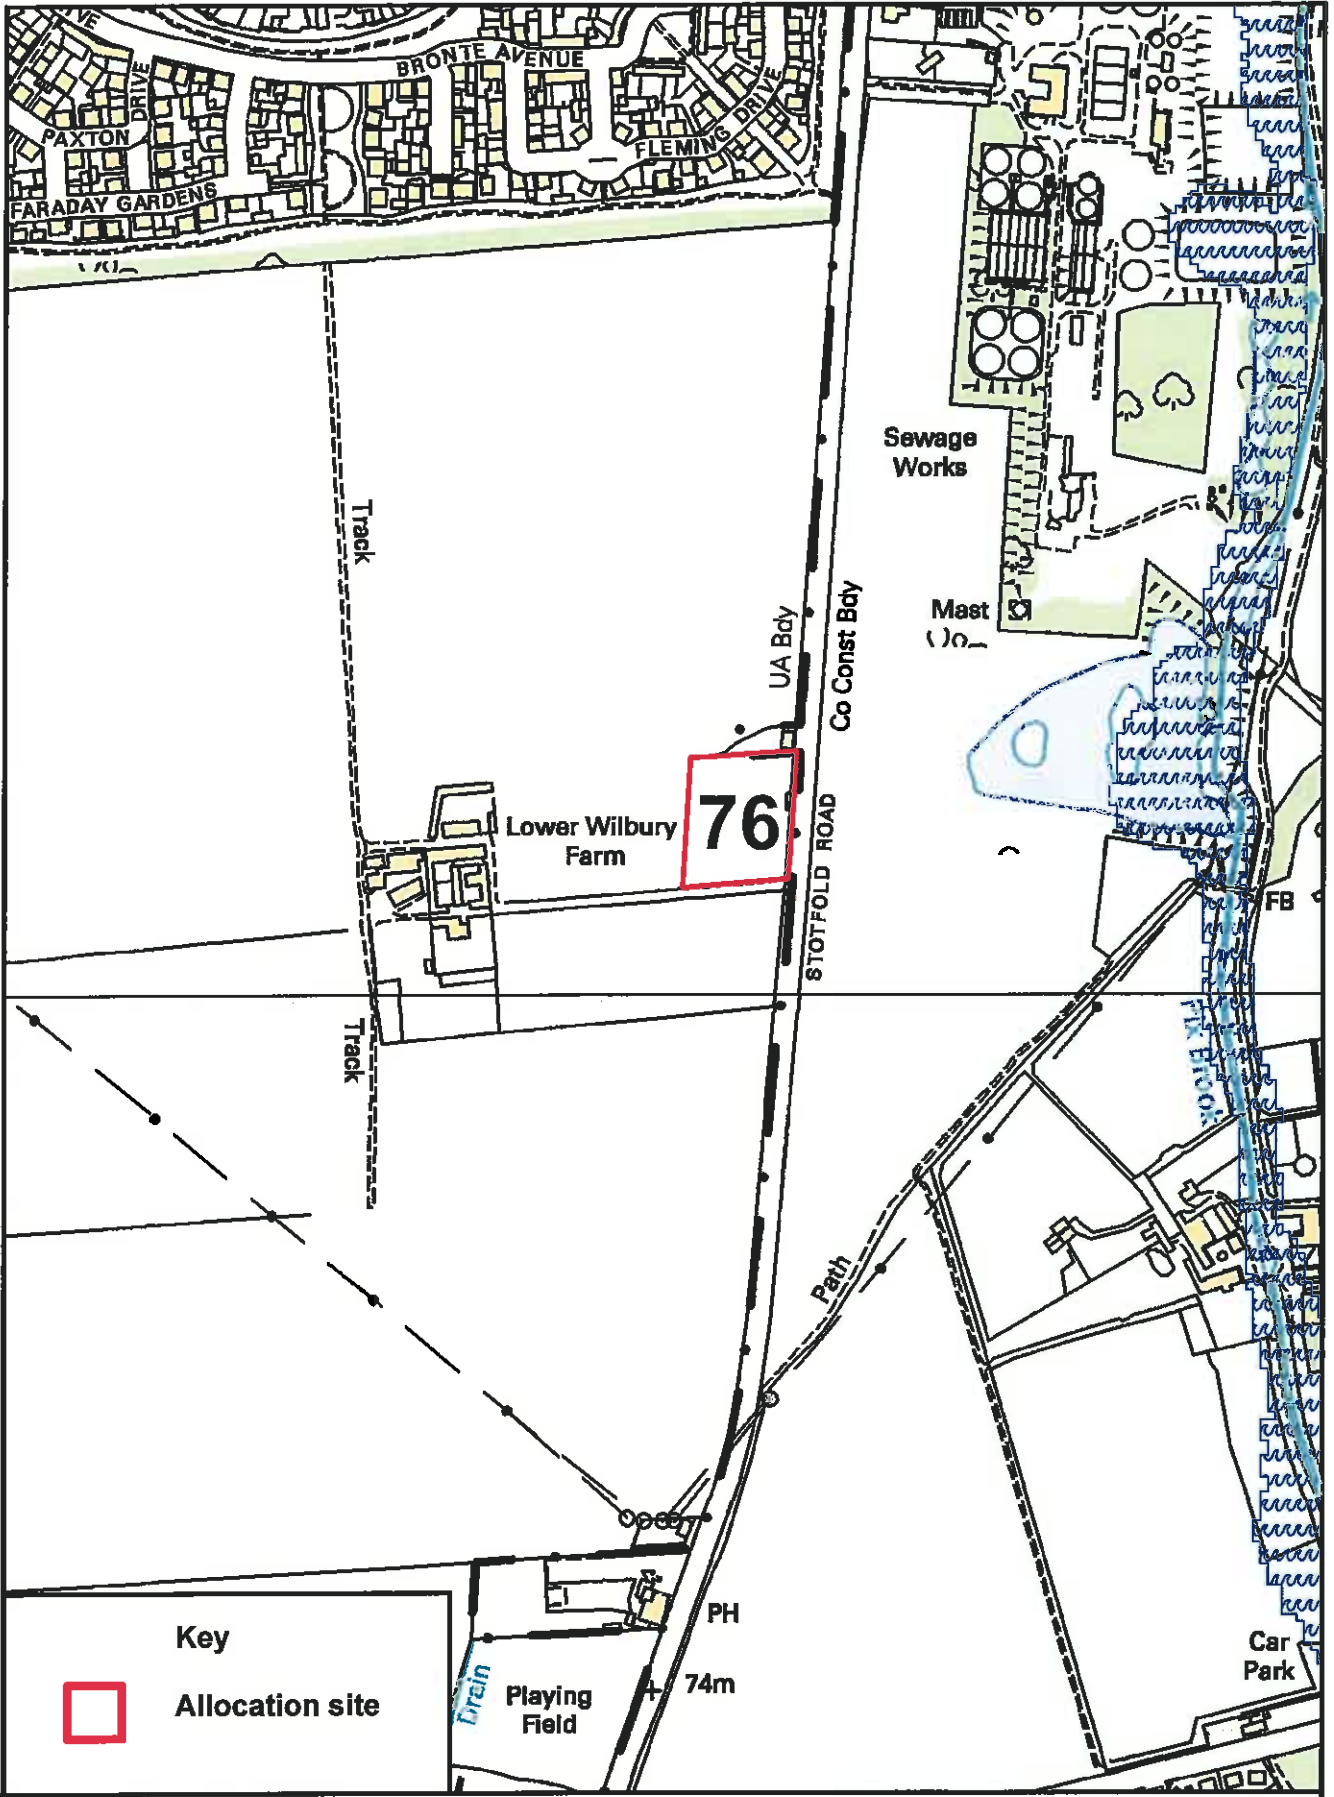 BRONTE AVENUE
DRIVE
PAXTON
FLEMING DRIVE
FARADAY GARDENS
Sewage
Works
Track
Mast
UA Bdy
Co Const Bdy
76
Lower Wilbury
Farm
STOTFOLD ROAD
FB
Track
Path
PH
Key
Car
Park
Allocation site
74m
Drain
Playing
Field